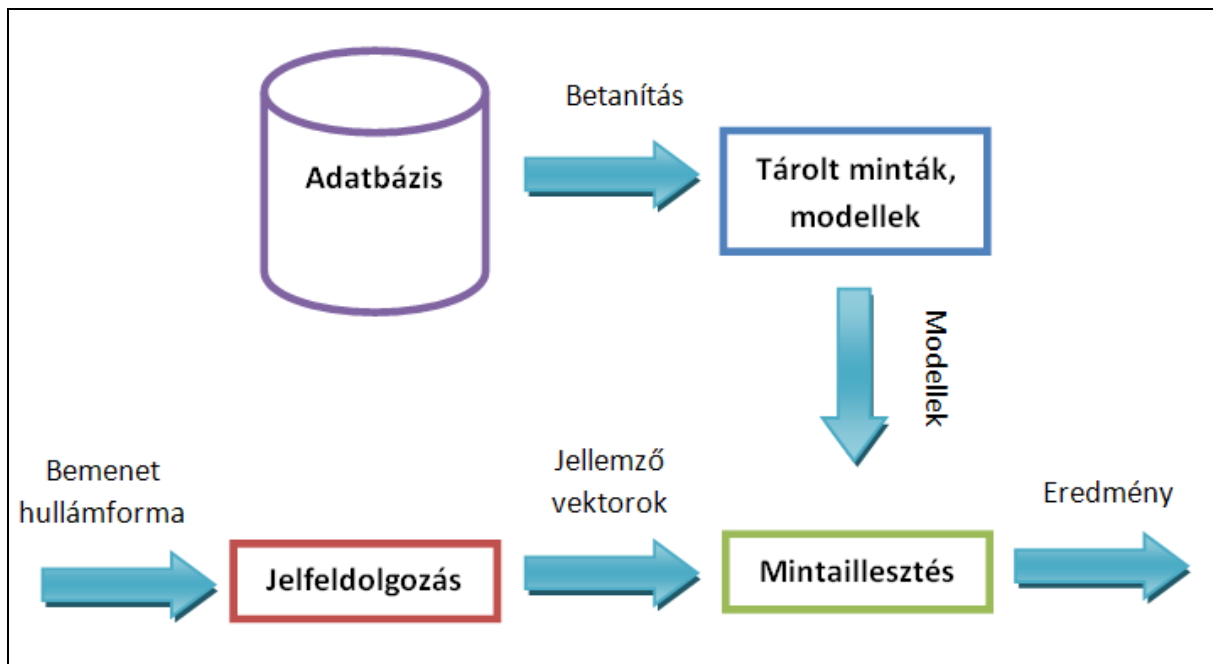 Betanítás
Adatbázis
Tárolt minták,
modellek
Modellek
Bemenet
hullámforma
Jelfeldolgozás
Jellemző
vektorok
Mintaillesztés
Eredmény